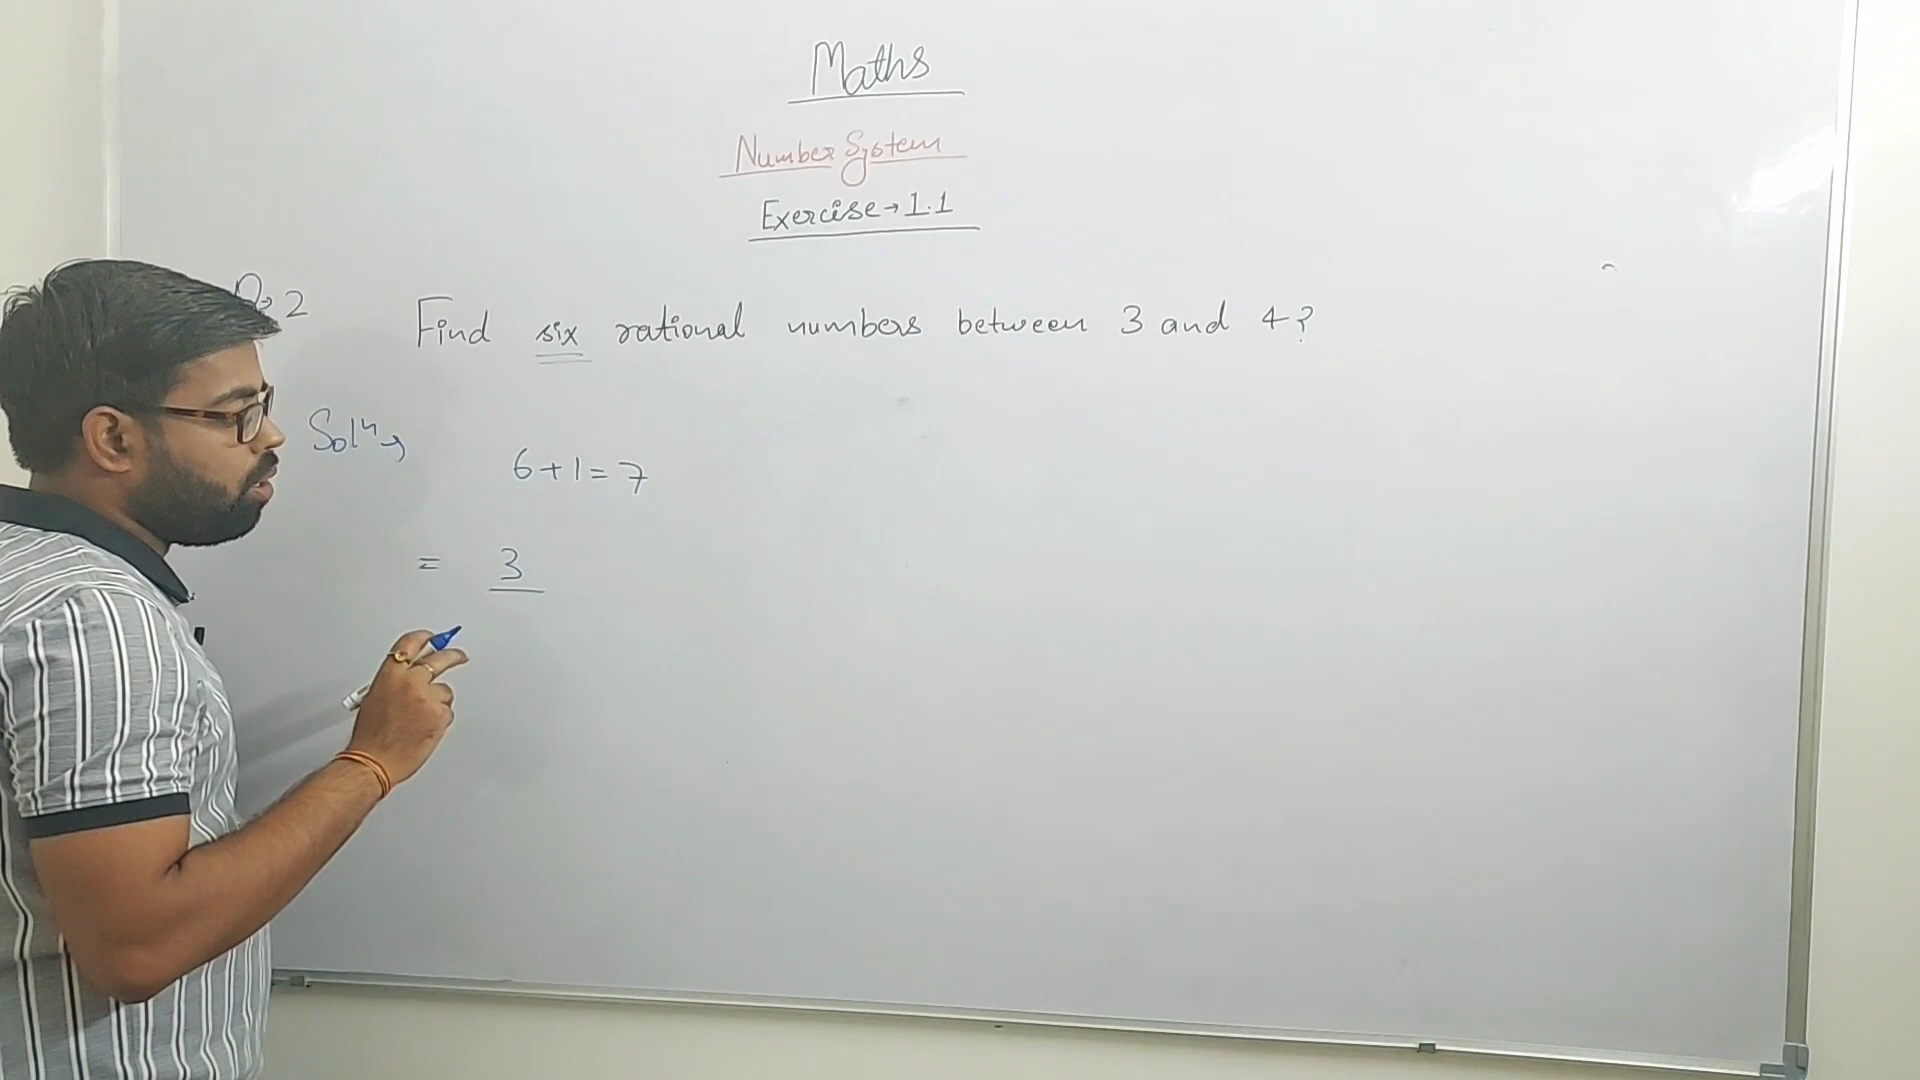 Maths
Number System
Exercise → 1.1
Q. 2 Find six rational numbers between 3 and 4?
Solⁿ →
6+1=7
= 3